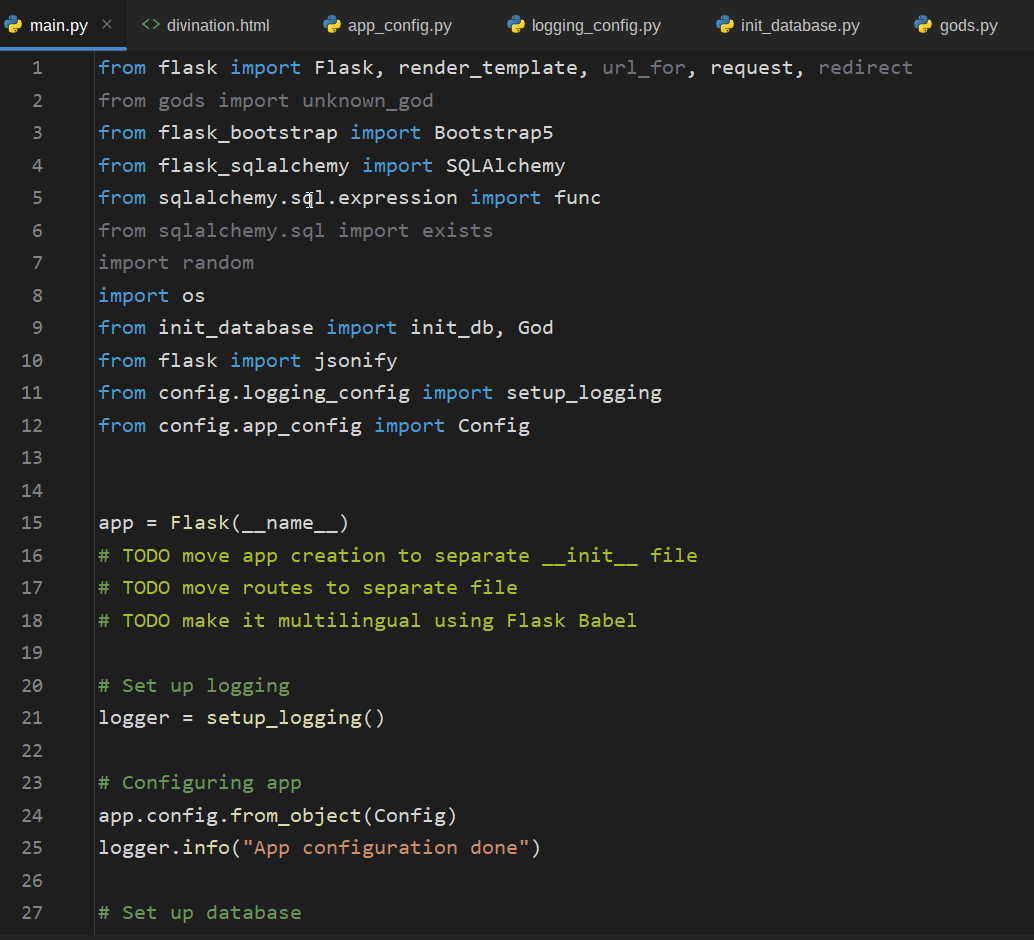 main.py × <> divination.html app_config.py logging_config.py init_database.py gods.py
1 from flask import Flask, render_template, url_for, request, redirect
2 from gods import unknown_god
3 from flask_bootstrap import Bootstrap5
4 from flask_sqlalchemy import SQLAlchemy
5 from sqlalchemy.sql.expression import func
6 from sqlalchemy.sql import exists
7 import random
8 import os
9 from init_database import init_db, God
10 from flask import jsonify
11 from config.logging_config import setup_logging
12 from config.app_config import Config
13
14
15 app = Flask(__name__)
16 # TODO move app creation to separate __init__ file
17 # TODO move routes to separate file
18 # TODO make it multilingual using Flask Babel
19
20 # Set up logging
21 logger = setup_logging()
22
23 # Configuring app
24 app.config.from_object(Config)
25 logger.info("App configuration done")
26
27 # Set up database